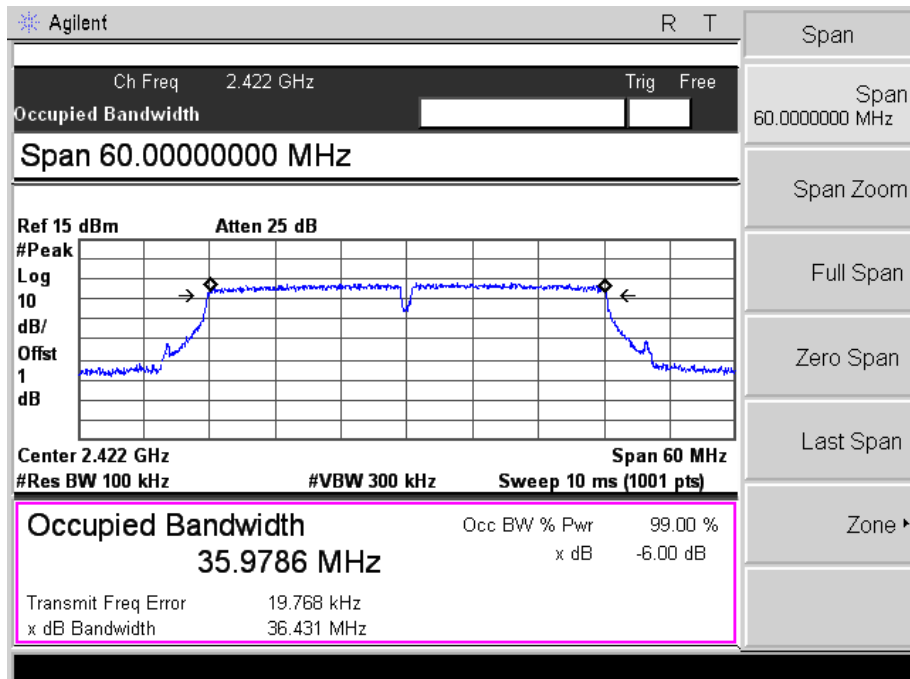 Agilent R T
Span
Ch Freq 2.422 GHz Trig Free
Occupied Bandwidth
Span
60.0000000 MHz
Span 60.00000000 MHz
Span Zoom
Ref 15 dBm Atten 25 dB
#Peak
Log
10
dB/
Offst
1
dB
Full Span
Zero Span
Center 2.422 GHz Span 60 MHz
#Res BW 100 kHz #VBW 300 kHz Sweep 10 ms (1001 pts)
Last Span
Occupied Bandwidth Occ BW % Pwr 99.00 %
35.9786 MHz x dB -6.00 dB
Zone
Transmit Freq Error 19.768 kHz
x dB Bandwidth 36.431 MHz